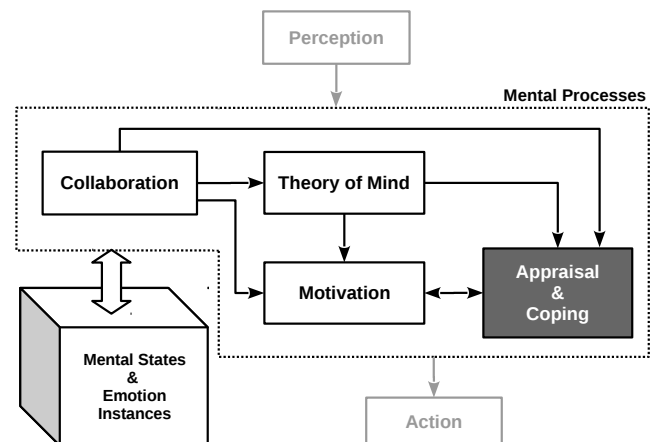 Perception
Mental Processes
Collaboration
Theory of Mind
Motivation
Appraisal
&
Coping
Mental States
&
Emotion
Instances
Action